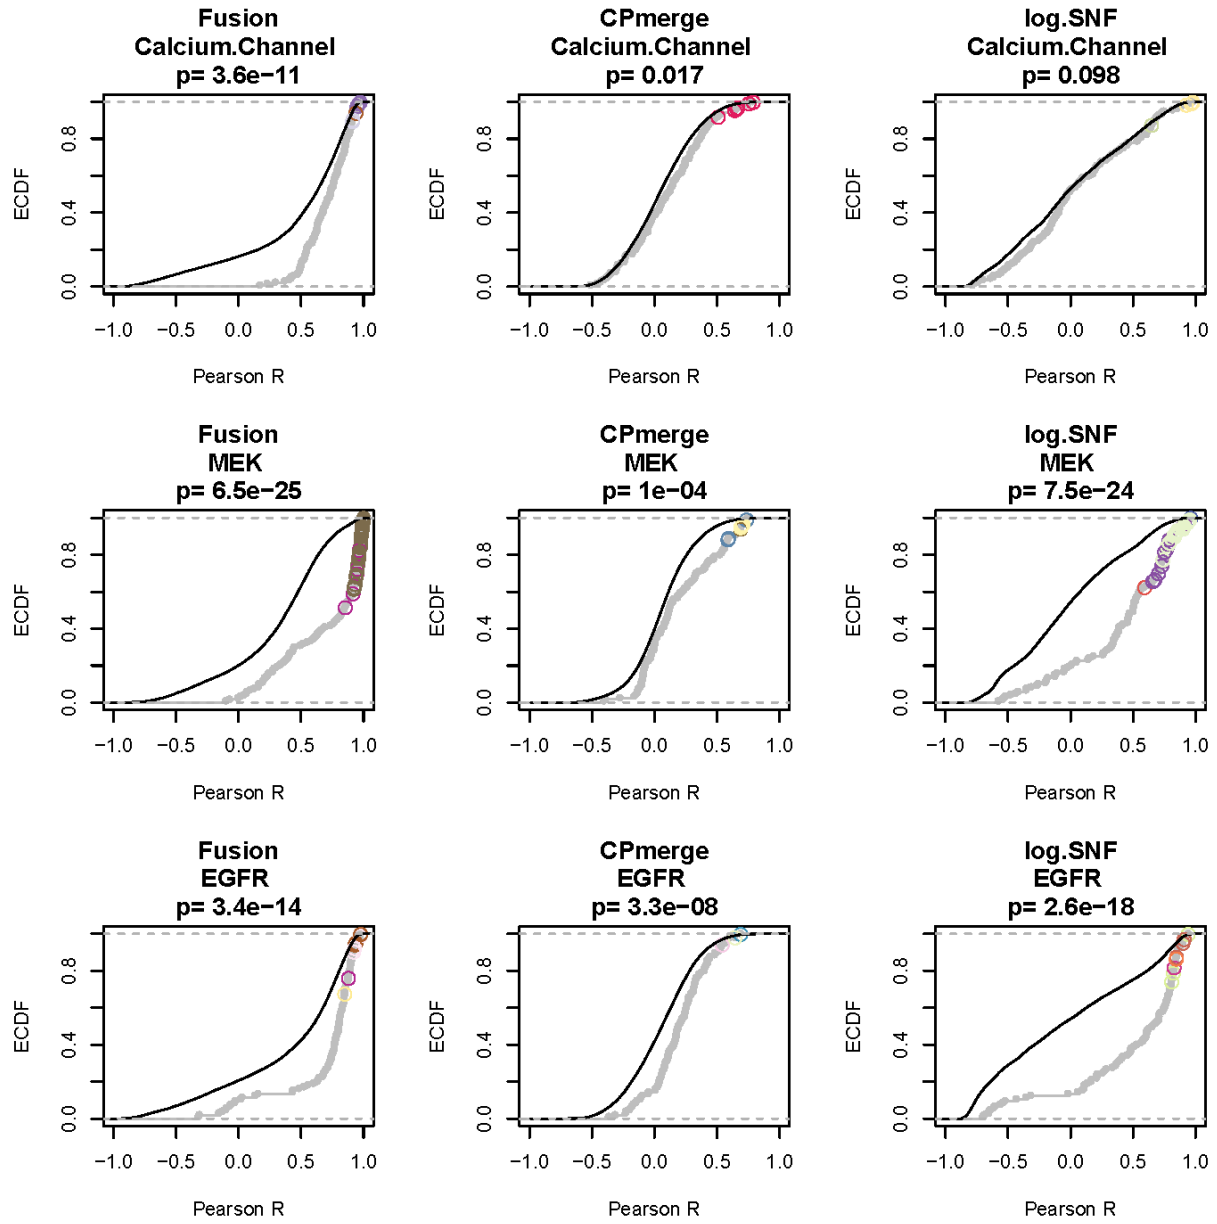 Fusion
Calcium.Channel
p= 3.6e−11
CPmerge
Calcium.Channel
p= 0.017
log.SNF
Calcium.Channel
p= 0.098
ECDF
0.0 0.4 0.8
−1.0 −0.5 0.0 0.5 1.0
Pearson R
ECDF
0.0 0.4 0.8
−1.0 −0.5 0.0 0.5 1.0
Pearson R
ECDF
0.0 0.4 0.8
−1.0 −0.5 0.0 0.5 1.0
Pearson R
Fusion
MEK
p= 6.5e−25
CPmerge
MEK
p= 1e−04
log.SNF
MEK
p= 7.5e−24
ECDF
0.0 0.4 0.8
−1.0 −0.5 0.0 0.5 1.0
Pearson R
ECDF
0.0 0.4 0.8
−1.0 −0.5 0.0 0.5 1.0
Pearson R
ECDF
0.0 0.4 0.8
−1.0 −0.5 0.0 0.5 1.0
Pearson R
Fusion
EGFR
p= 3.4e−14
CPmerge
EGFR
p= 3.3e−08
log.SNF
EGFR
p= 2.6e−18
ECDF
0.0 0.4 0.8
−1.0 −0.5 0.0 0.5 1.0
Pearson R
ECDF
0.0 0.4 0.8
−1.0 −0.5 0.0 0.5 1.0
Pearson R
ECDF
0.0 0.4 0.8
−1.0 −0.5 0.0 0.5 1.0
Pearson R